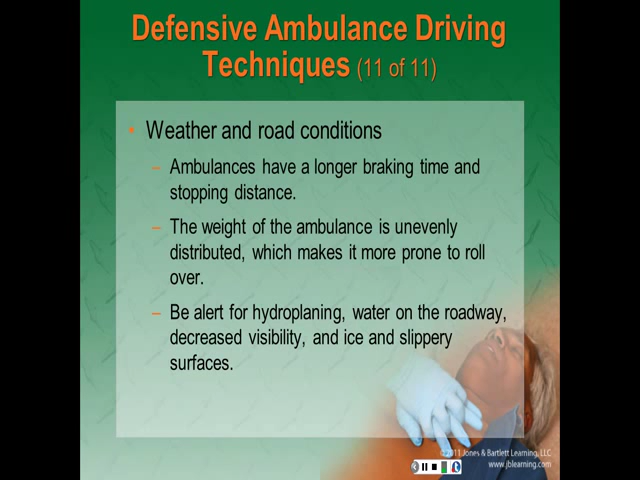 Defensive Ambulance Driving
Techniques (11 of 11)
• Weather and road conditions
– Ambulances have a longer braking time and
stopping distance.
– The weight of the ambulance is unevenly
distributed, which makes it more prone to roll
over.
– Be alert for hydroplaning, water on the roadway,
decreased visibility, and ice and slippery
surfaces.
© 2011 Jones & Bartlett Learning, LLC
www.jblearning.com